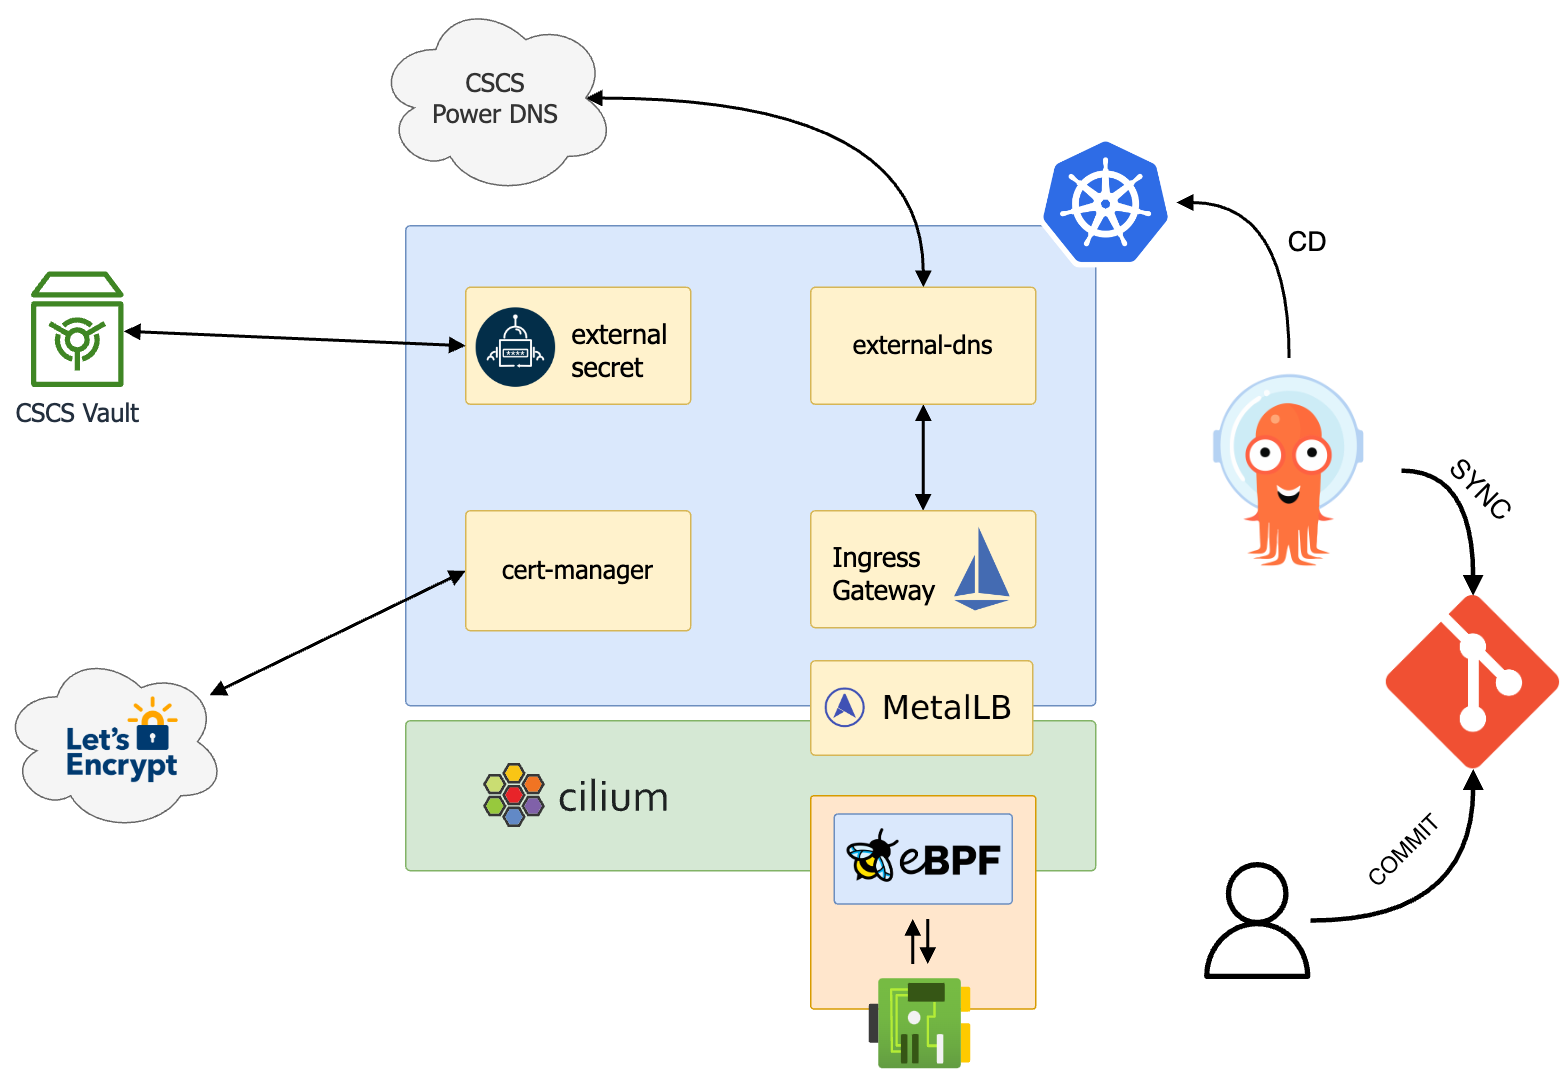 CSCS
Power DNS
CD
external
secret
external-dns
CSCS Vault
SYNC
cert-manager
Ingress
Gateway
MetalLB
Let's
Encrypt
cilium
eBPF
COMMIT
****